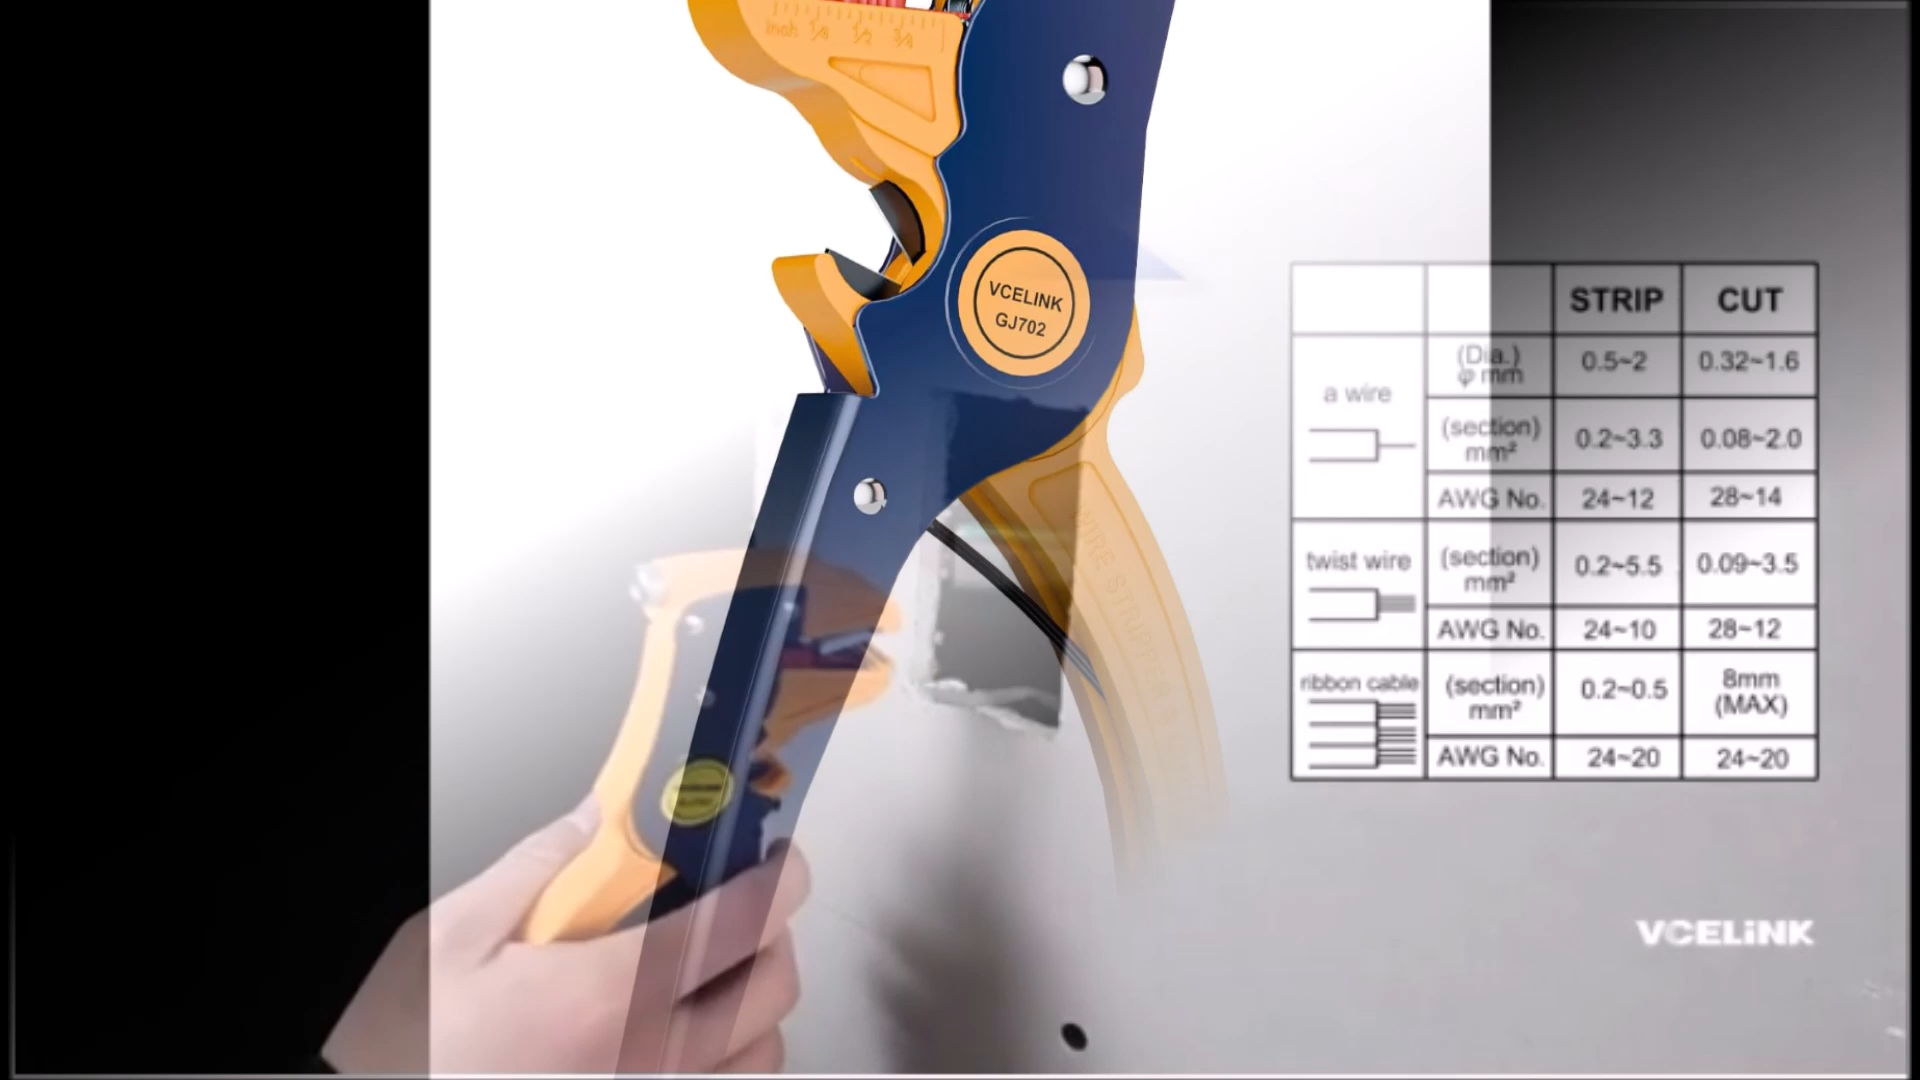 inch 1/8 1/2 3/4
VCELINK
GJ702
WIRE STRIPPER &
STRIP CUT
a wire
(Dia.)
φ mm
0.5~2 0.32~1.6
(section)
mm²
0.2~3.3 0.08~2.0
AWG No. 24~12 28~14
twist wire
(section)
mm²
0.2~5.5 0.09~3.5
AWG No. 24~10 28~12
ribbon cable
(section)
mm²
0.2~0.5
8mm
(MAX)
AWG No. 24~20 24~20
VCELiNK